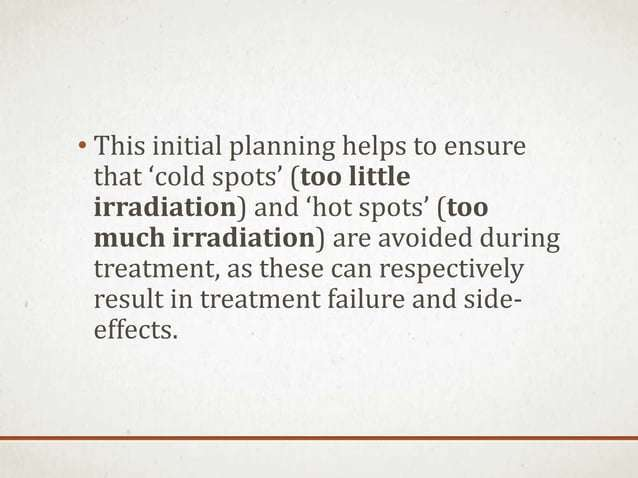 • This initial planning helps to ensure
that ‘cold spots’ (too little
irradiation) and ‘hot spots’ (too
much irradiation) are avoided during
treatment, as these can respectively
result in treatment failure and side-
effects.